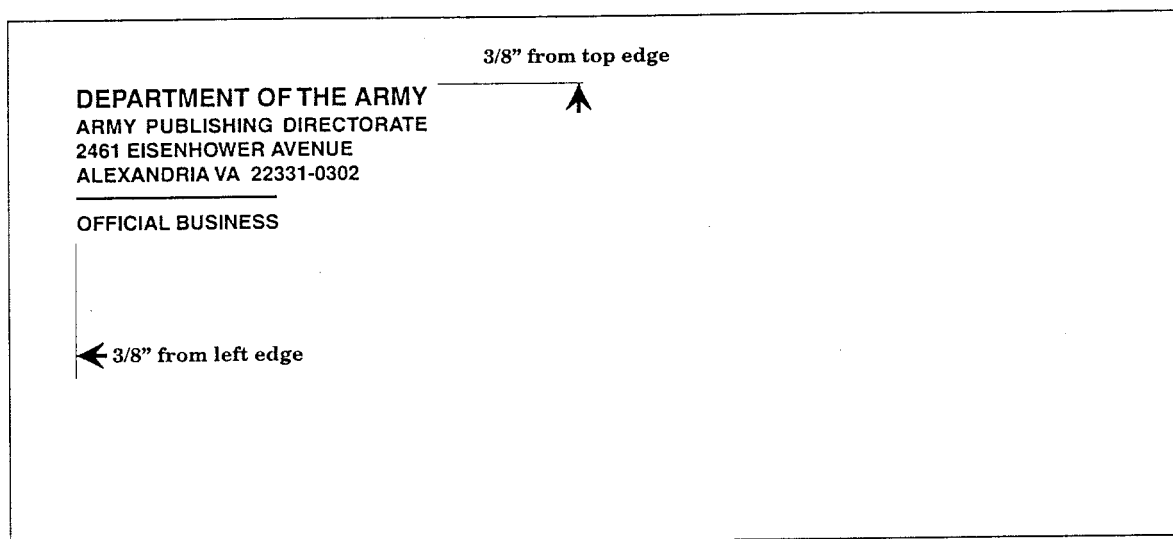 3/8” from top edge
DEPARTMENT OF THE ARMY
ARMY PUBLISHING DIRECTORATE
2461 EISENHOWER AVENUE
ALEXANDRIA VA 22331-0302
OFFICIAL BUSINESS
3/8” from left edge